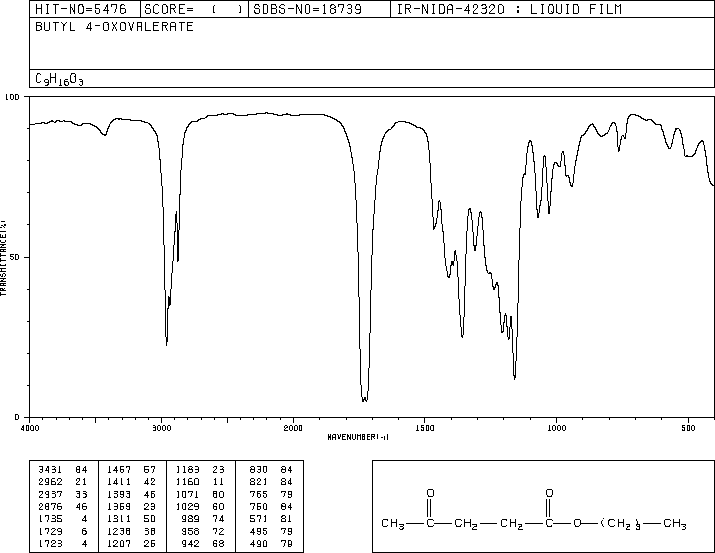 HIT-NO=5476 SCORE= ( ) SDBS-NO=18739 IR-NIDA-42320 : LIQUID FILM
BUTYL 4-OXOVALERATE
C9H16O3
100
50
0
TRANSMITTANCE(%)
4000 3000 2000 1500 1000 500
WAVENUMBER(-1)
3431 84 1467 57 1183 23 830 84
2962 21 1411 42 1160 11 821 84
2937 33 1393 46 1071 60 765 79
2876 46 1359 23 1029 60 750 84
1735 4 1311 50 989 74 571 81
1729 6 1238 38 958 72 495 79
1723 4 1207 26 942 68 490 79
O O
CH3 CH2 CH2 O (CH2)3 CH3